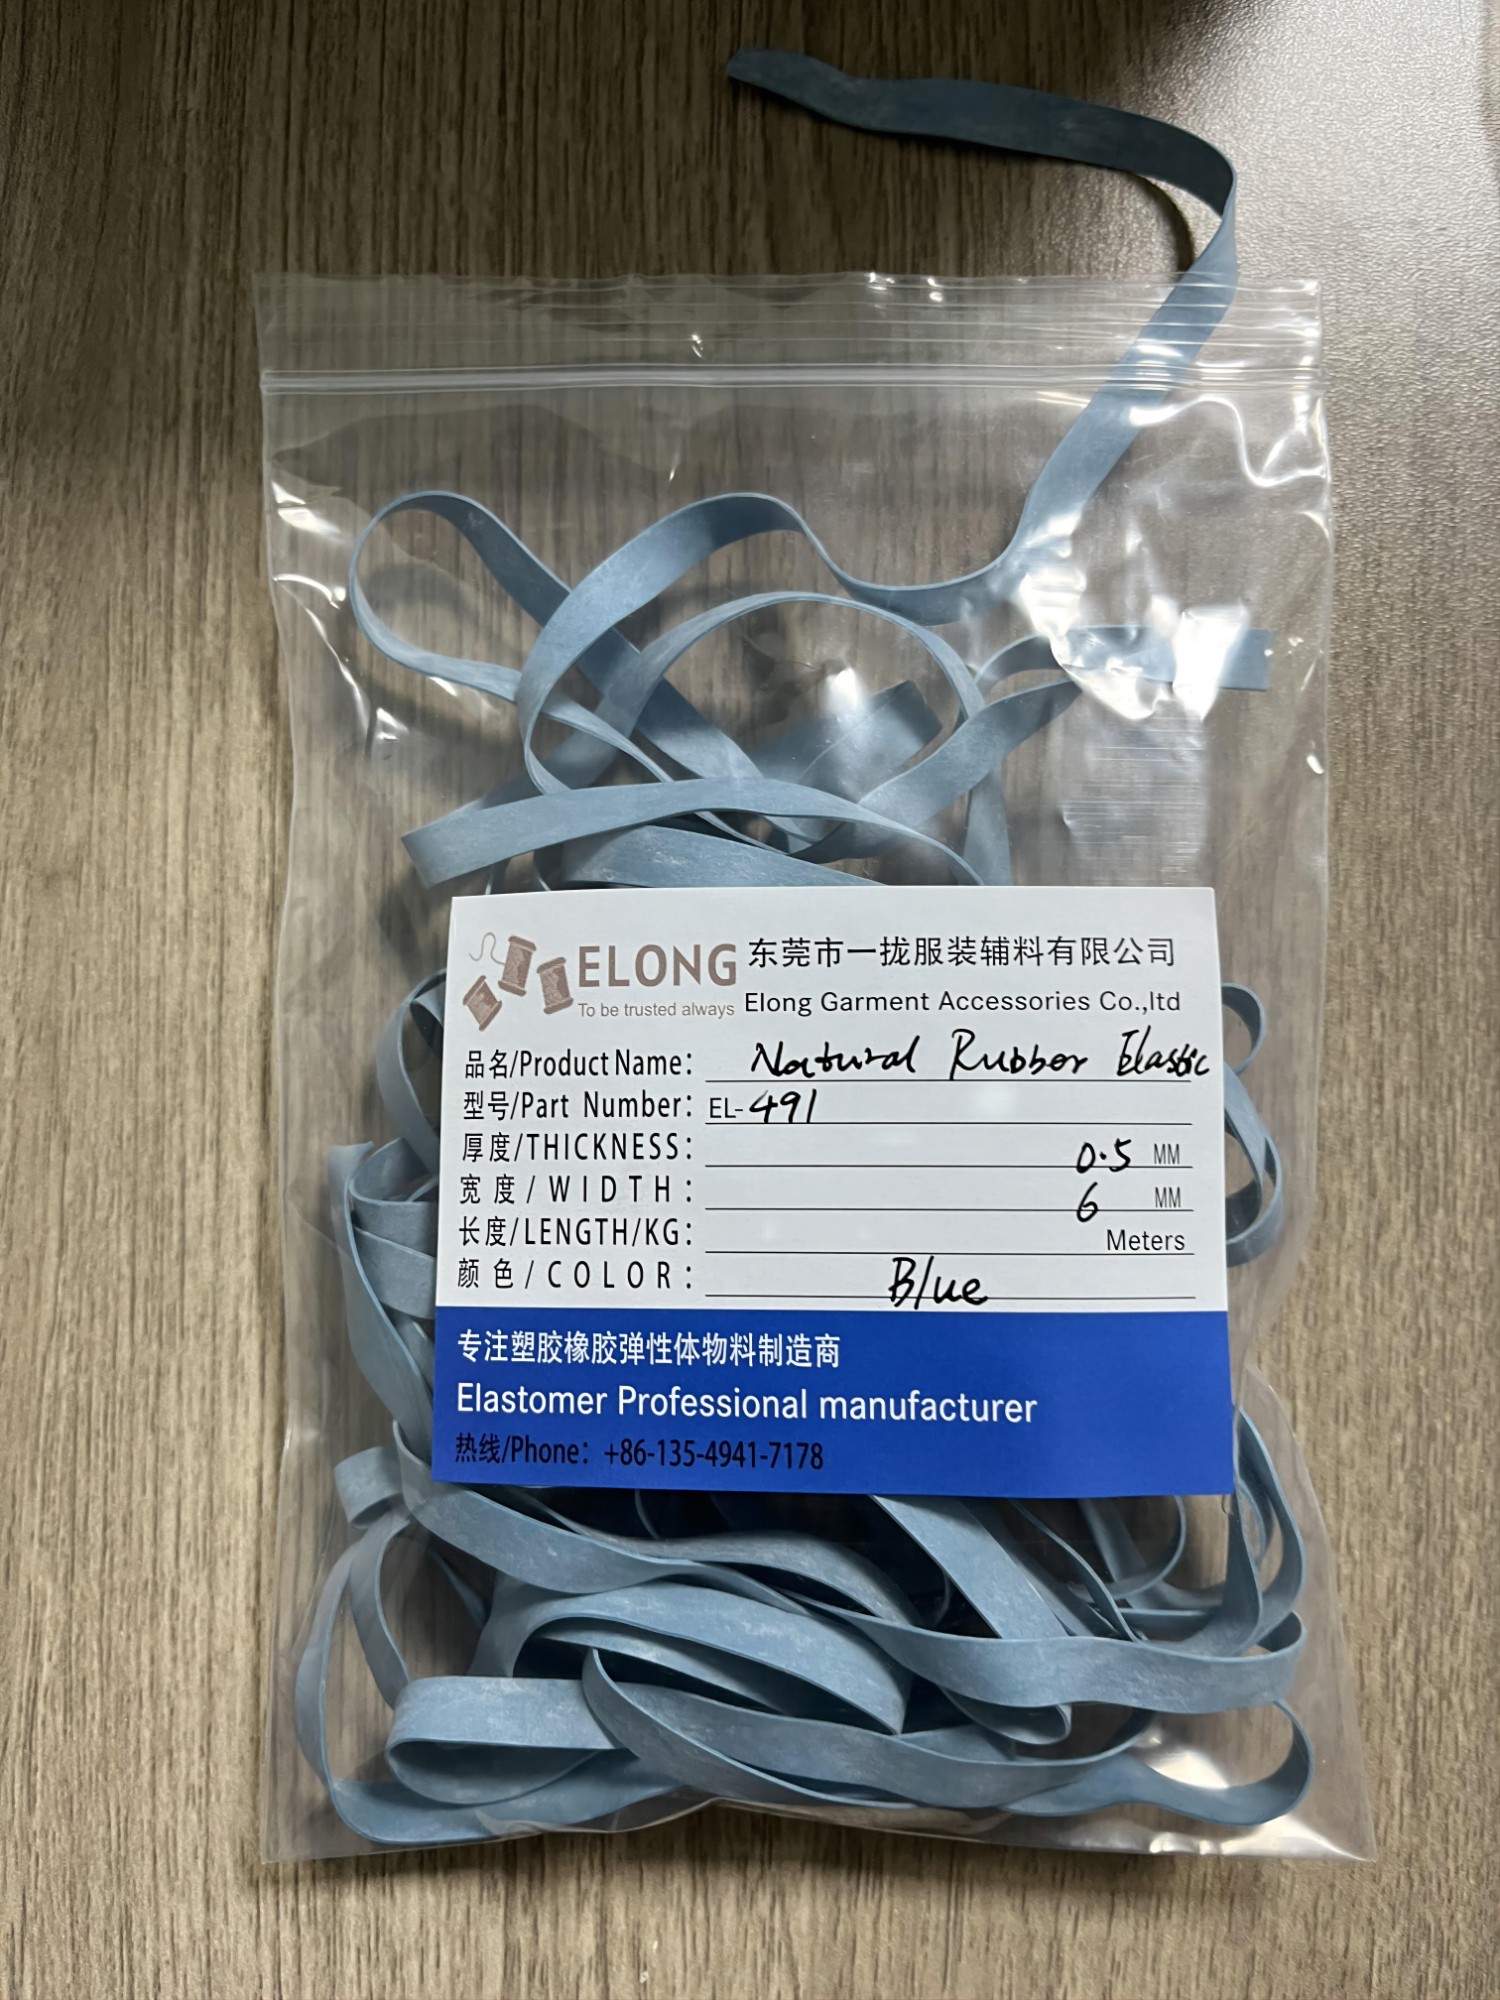 ELONG
To be trusted always
东莞市一拢服装辅料有限公司
Elong Garment Accessories Co.,ltd
品名/Product Name: Natural Rubber Elastic
型号/Part Number: EL-491
厚度/THICKNESS: 0.5 MM
宽度/WIDTH: 6 MM
长度/LENGTH/KG: Meters
颜色/COLOR: Blue
专注塑胶橡胶弹性体物料制造商
Elastomer Professional manufacturer
热线/Phone: +86-135-4941-7178